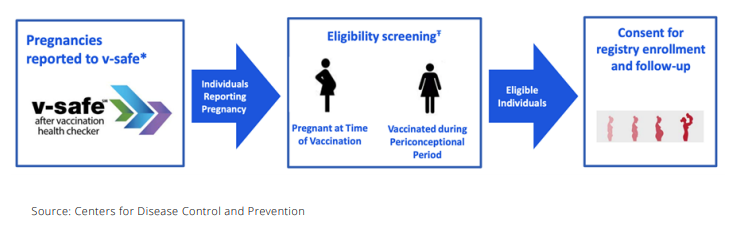 Pregnancies
reported to v-safe*
v-safe℠
after vaccination
health checker
Individuals
Reporting
Pregnancy
Eligibility screening⁺
Pregnant at Time
of Vaccination
Vaccinated during
Periconceptional
Period
Eligible
Individuals
Consent for
registry enrollment
and follow-up
Source: Centers for Disease Control and Prevention